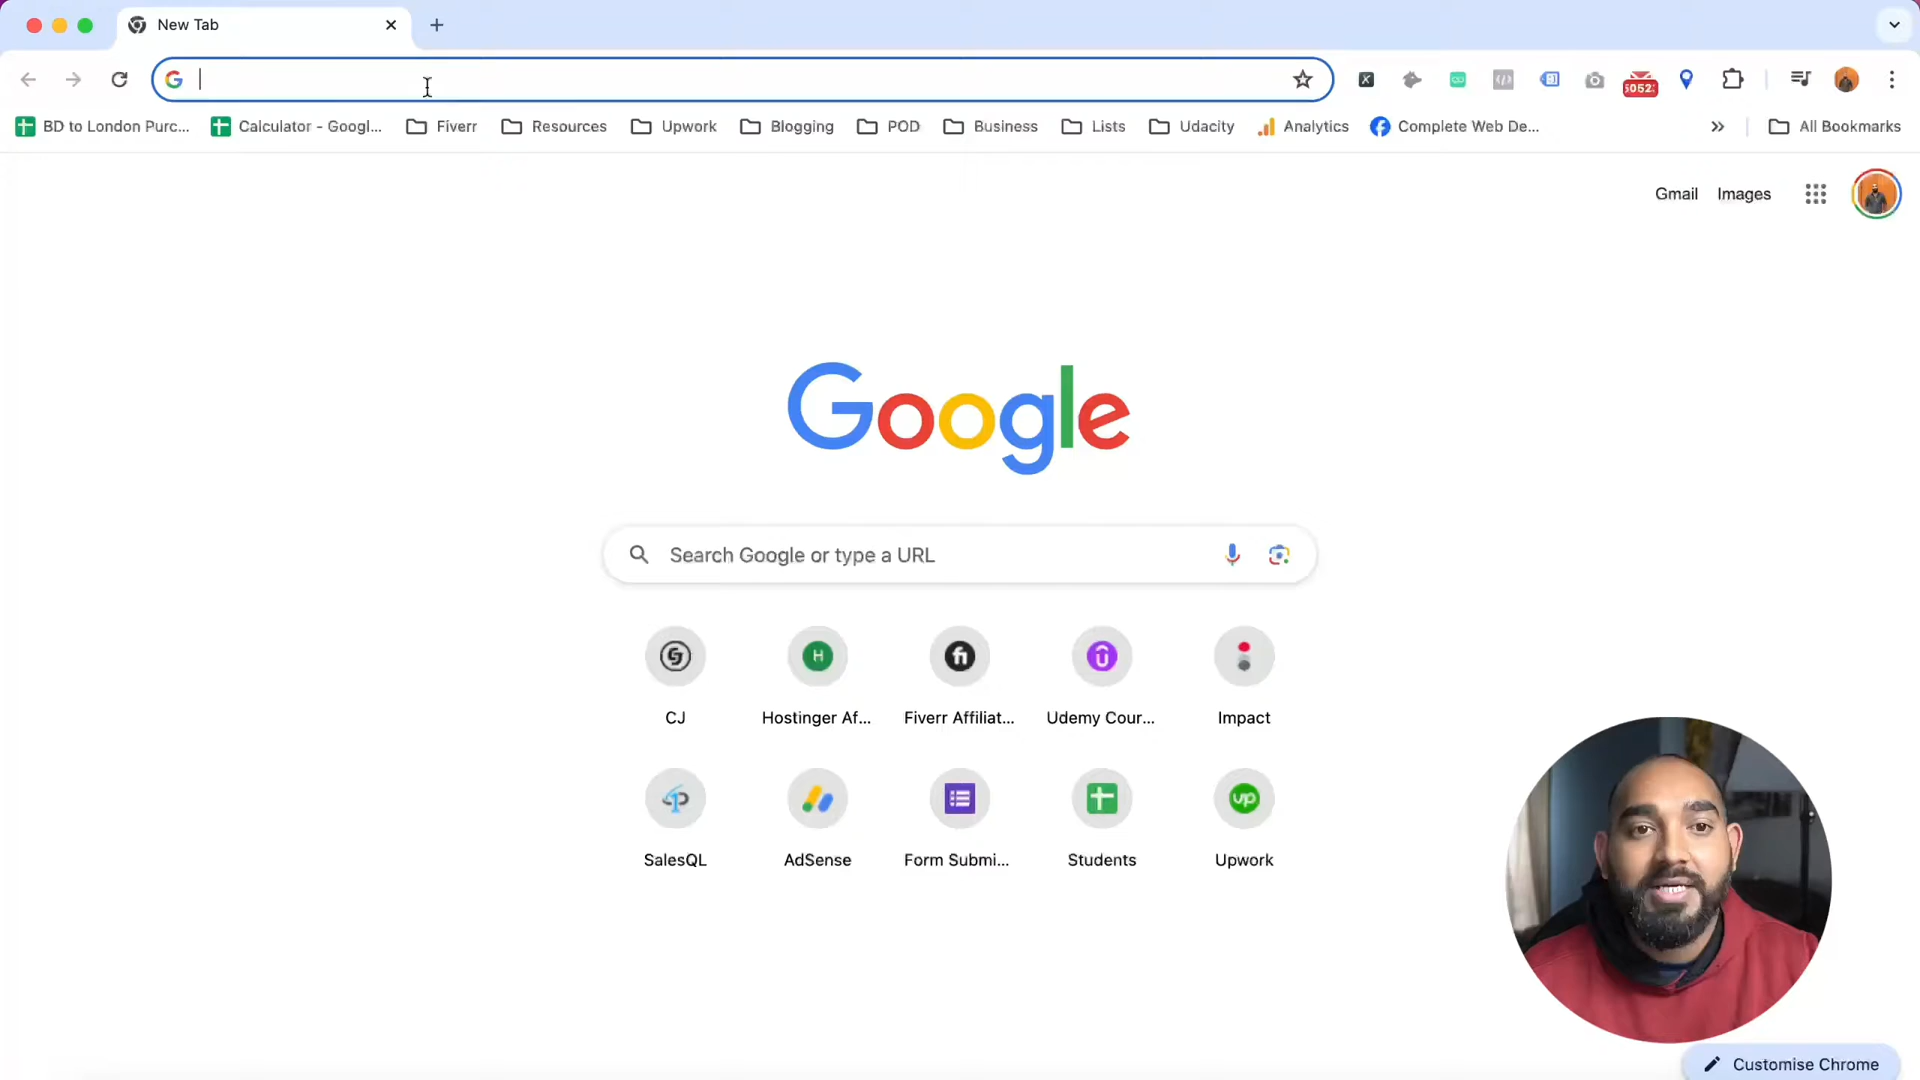 New Tab
BD to London Purc...
Calculator - Googl...
Fiverr
Resources
Upwork
Blogging
POD
Business
Lists
Udacity
Analytics
Complete Web De...
All Bookmarks
Gmail
Images
Google
Search Google or type a URL
CJ
Hostinger Af...
Fiverr Affiliat...
Udemy Cour...
Impact
SalesQL
AdSense
Form Submi...
Students
Upwork
Customise Chrome